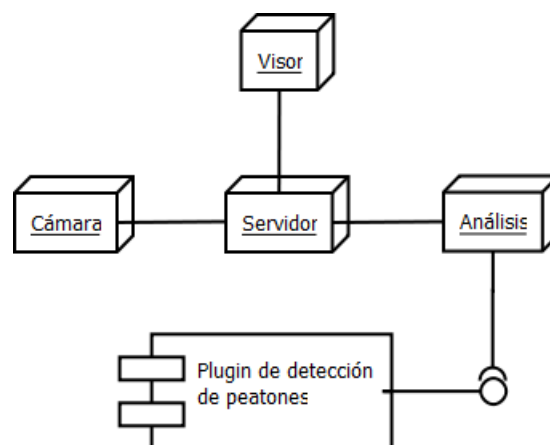 Visor
Cámara
Servidor
Análisis
Plugin de detección
de peatones